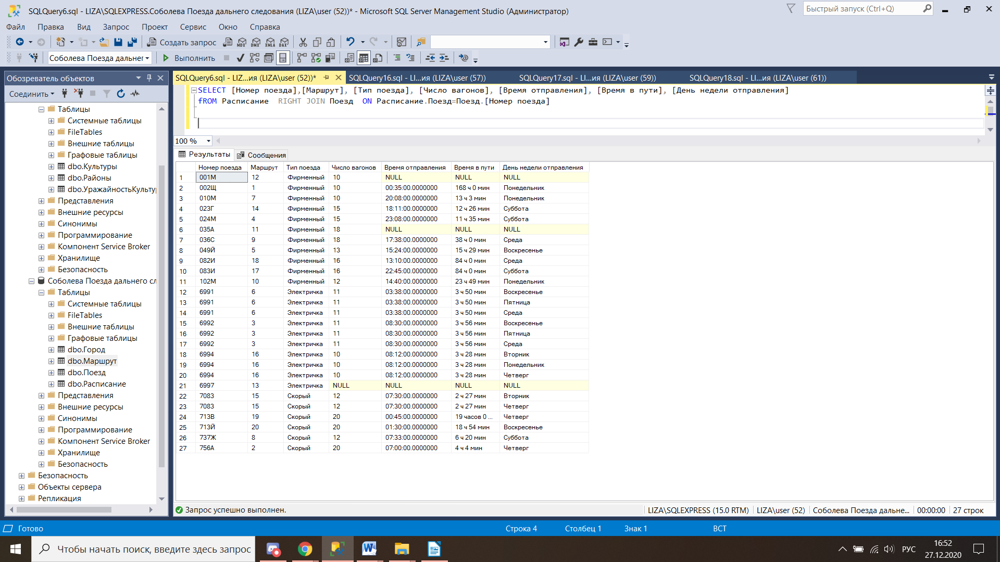 SQLQuery6.sql - LIZA\SQLEXPRESS.Соболева Поезда дальнего следования (LIZA\user (52))* - Microsoft SQL Server Management Studio (Администратор)
Быстрый запуск (Ctrl+Q)
Файл Правка Вид Запрос Проект Сервис Окно Справка
Создать запрос MDX DMX XMLA DAX
Соболева Поезда дальнег Выполнить
Обозреватель объектов
Соединить
Таблицы
Системные таблицы
FileTables
Внешние таблицы
Графовые таблицы
dbo.Культуры
dbo.Районы
dbo.УражайностьКультур
Представления
Внешние ресурсы
Синонимы
Программирование
Компонент Service Broker
Хранилище
Безопасность
Соболева Поезда дальнего сл
Таблицы
Системные таблицы
FileTables
Внешние таблицы
Графовые таблицы
dbo.Город
dbo.Маршрут
dbo.Поезд
dbo.Расписание
Представления
Внешние ресурсы
Синонимы
Программирование
Компонент Service Broker
Хранилище
Безопасность
Безопасность
Объекты сервера
Репликация
SQLQuery6.sql - LIZ...ия (LIZA\user (52))* SQLQuery16.sql - LI...ия (LIZA\user (57)) SQLQuery17.sql - LI...ия (LIZA\user (59)) SQLQuery18.sql - LI...ия (LIZA\user (61))
SELECT [Номер поезда],[Маршрут], [Тип поезда], [Число вагонов], [Время отправления], [Время в пути], [День недели отправления]
fROM Расписание RIGHT JOIN Поезд ON Расписание.Поезд=Поезд.[Номер поезда]
100 %
Результаты Сообщения
Номер поезда Маршрут Тип поезда Число вагонов Время отправления Время в пути День недели отправления
1 001М 12 Фирменный 10 NULL NULL NULL
2 002Щ 1 Фирменный 10 00:35:00.0000000 168 ч 0 мин Понедельник
3 010М 7 Фирменный 10 20:08:00.0000000 13 ч 3 мин Понедельник
4 023Г 14 Фирменный 15 18:11:00.0000000 12 ч 26 мин Суббота
5 024М 4 Фирменный 15 23:08:00.0000000 11 ч 35 мин Суббота
6 035А 11 Фирменный 18 NULL NULL NULL
7 036С 9 Фирменный 18 17:38:00.0000000 38 ч 0 мин Среда
8 049Й 5 Фирменный 13 15:24:00.0000000 15 ч 29 мин Воскресенье
9 082И 18 Фирменный 16 13:10:00.0000000 84 ч 0 мин Среда
10 083И 17 Фирменный 16 22:45:00.0000000 84 ч 0 мин Суббота
11 102М 10 Фирменный 12 14:40:00.0000000 23 ч 49 мин Понедельник
12 6991 6 Электричка 11 03:38:00.0000000 3 ч 50 мин Воскресенье
13 6991 6 Электричка 11 03:38:00.0000000 3 ч 50 мин Пятница
14 6991 6 Электричка 11 03:38:00.0000000 3 ч 50 мин Среда
15 6992 3 Электричка 11 08:30:00.0000000 3 ч 56 мин Воскресенье
16 6992 3 Электричка 11 08:30:00.0000000 3 ч 56 мин Пятница
17 6992 3 Электричка 11 08:30:00.0000000 3 ч 56 мин Среда
18 6994 16 Электричка 10 08:12:00.0000000 3 ч 28 мин Вторник
19 6994 16 Электричка 10 08:12:00.0000000 3 ч 28 мин Понедельник
20 6994 16 Электричка 10 08:12:00.0000000 3 ч 28 мин Четверг
21 6997 13 Электричка NULL NULL NULL NULL
22 7083 15 Скорый 12 07:30:00.0000000 2 ч 27 мин Вторник
23 7083 15 Скорый 12 07:30:00.0000000 2 ч 27 мин Четверг
24 713В 19 Скорый 20 00:45:00.0000000 19 часов 0 ... Четверг
25 713Й 20 Скорый 20 01:30:00.0000000 18 ч 54 мин Воскресенье
26 737Ж 8 Скорый 12 07:33:00.0000000 6 ч 20 мин Суббота
27 756А 2 Скорый 20 07:00:00.0000000 4 ч 4 мин Четверг
Запрос успешно выполнен. LIZA\SQLEXPRESS (15.0 RTM) LIZA\user (52) Соболева Поезда дальне... 00:00:00 27 строк
Готово Строка 4 Столбец 1 Знак 1 ВСТ
Чтобы начать поиск, введите здесь запрос
РУС 16:52
27.12.2020